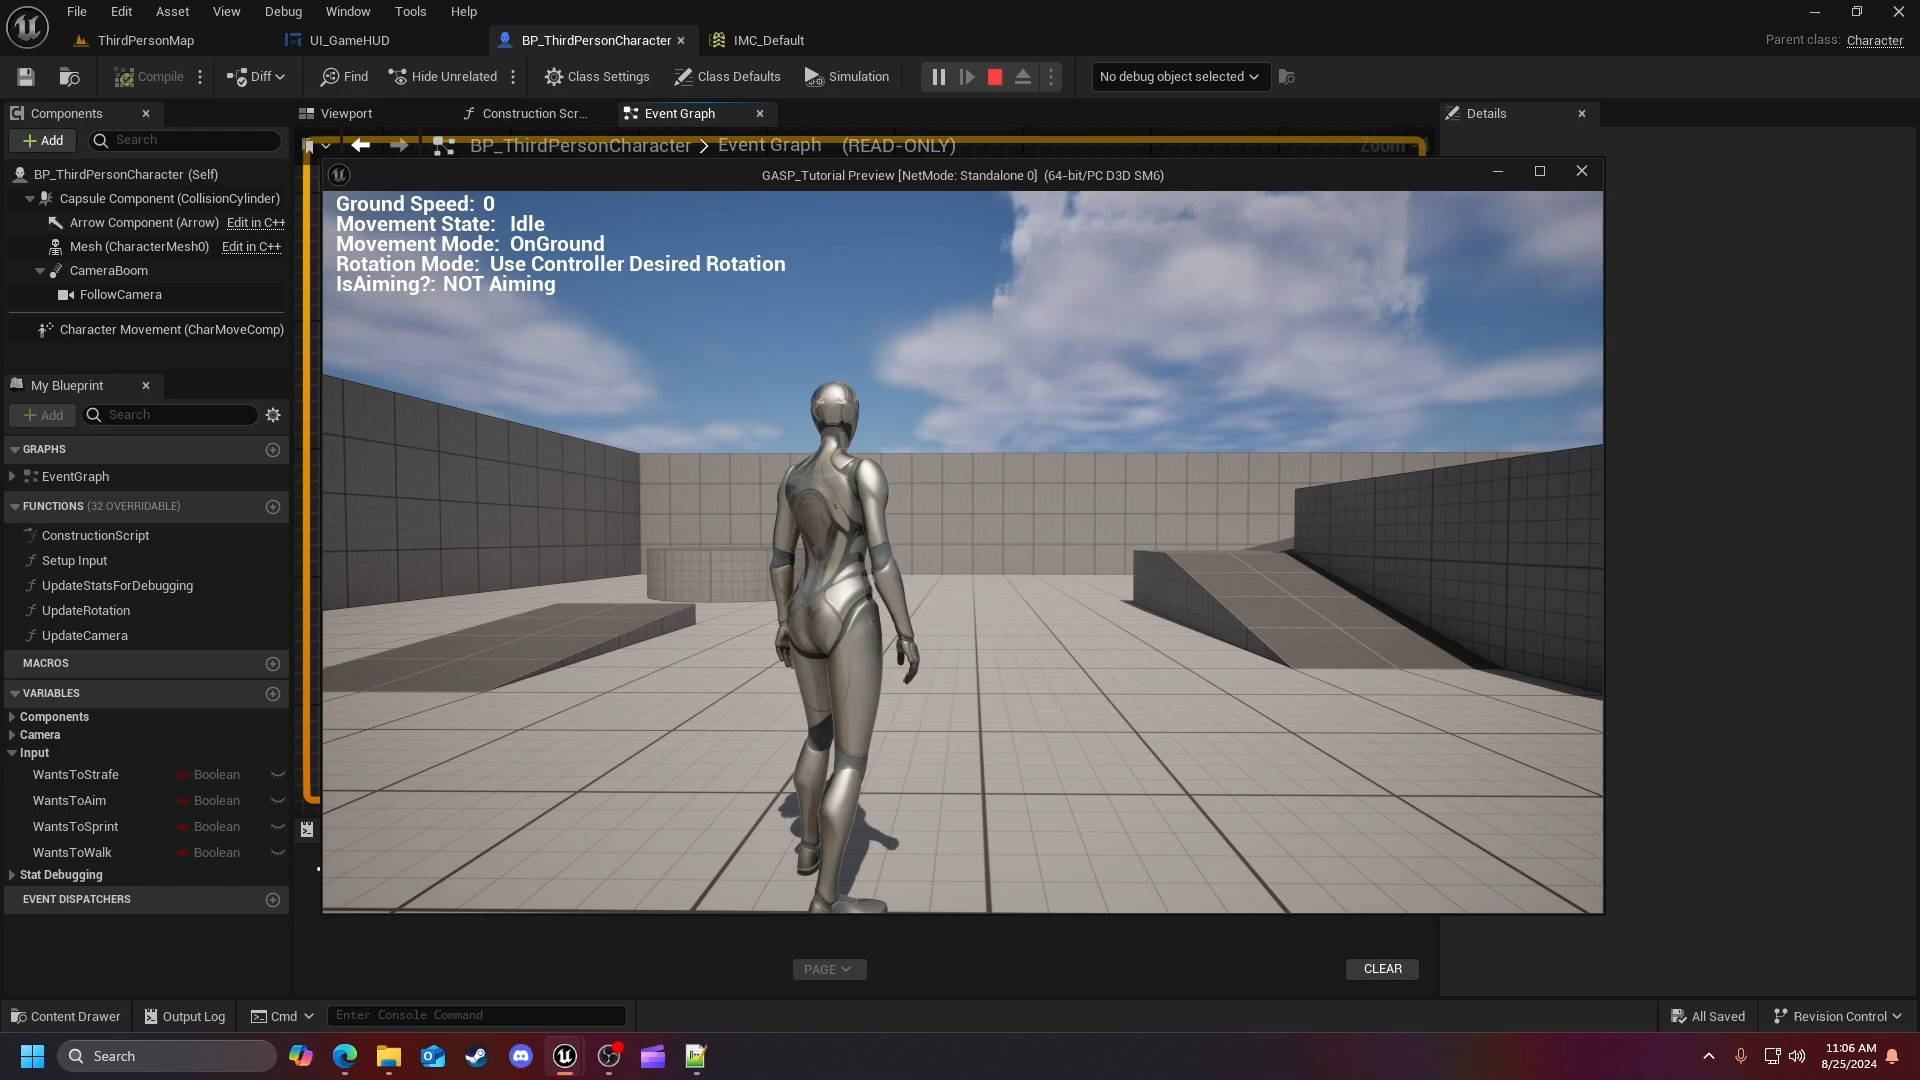 File Edit Asset View Debug Window Tools Help
ThirdPersonMap UI_GameHUD BP_ThirdPersonCharacter IMC_Default
Parent class: Character
Compile Diff Find Hide Unrelated Class Settings Class Defaults Simulation No debug object selected
Components
Viewport Construction Scr... Event Graph
Details
Add Search
BP_ThirdPersonCharacter > Event Graph (READ-ONLY)
Zoom
BP_ThirdPersonCharacter (Self)
Capsule Component (CollisionCylinder)
Arrow Component (Arrow) Edit in C++
Mesh (CharacterMesh0) Edit in C++
CameraBoom
FollowCamera
Character Movement (CharMoveComp)
GASP_Tutorial Preview [NetMode: Standalone 0] (64-bit/PC D3D SM6)
Ground Speed: 0
Movement State: Idle
Movement Mode: OnGround
Rotation Mode: Use Controller Desired Rotation
IsAiming?: NOT Aiming
My Blueprint
Add Search
GRAPHS
EventGraph
FUNCTIONS (32 OVERRIDABLE)
ConstructionScript
Setup Input
UpdateStatsForDebugging
UpdateRotation
UpdateCamera
MACROS
VARIABLES
Components
Camera
Input
WantsToStrafe Boolean
WantsToAim Boolean
WantsToSprint Boolean
WantsToWalk Boolean
Stat Debugging
EVENT DISPATCHERS
PAGE
CLEAR
Content Drawer Output Log Cmd Enter Console Command
All Saved Revision Control
Search
11:06 AM
8/25/2024